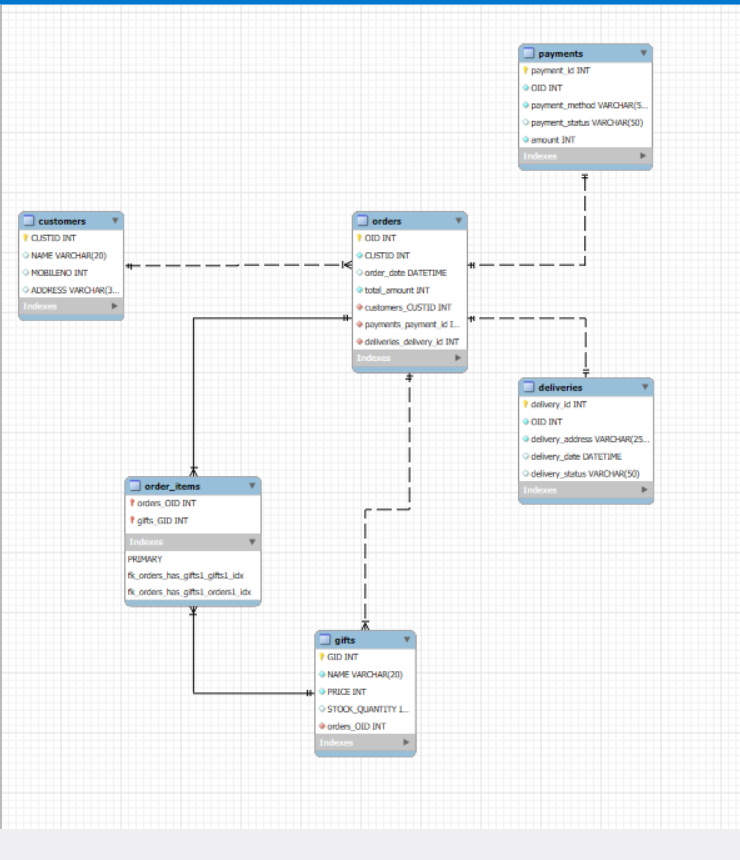 payments
payment_id INT
OID INT
payment_method VARCHAR(5...
payment_status VARCHAR(50)
amount INT
Indexes
customers
CUSTID INT
NAME VARCHAR(20)
MOBILENO INT
ADDRESS VARCHAR(3...
Indexes
orders
OID INT
CUSTID INT
order_date DATETIME
total_amount INT
customers_CUSTID INT
payments_payment_id I...
deliveries_delivery_id INT
Indexes
deliveries
delivery_id INT
OID INT
delivery_address VARCHAR(25...
delivery_date DATETIME
delivery_status VARCHAR(50)
Indexes
order_items
orders_OID INT
gifts_GID INT
Indexes
PRIMARY
fk_orders_has_gifts1_gifts1_idx
fk_orders_has_gifts1_orders1_idx
gifts
GID INT
NAME VARCHAR(20)
PRICE INT
STOCK_QUANTITY I...
orders_OID INT
Indexes